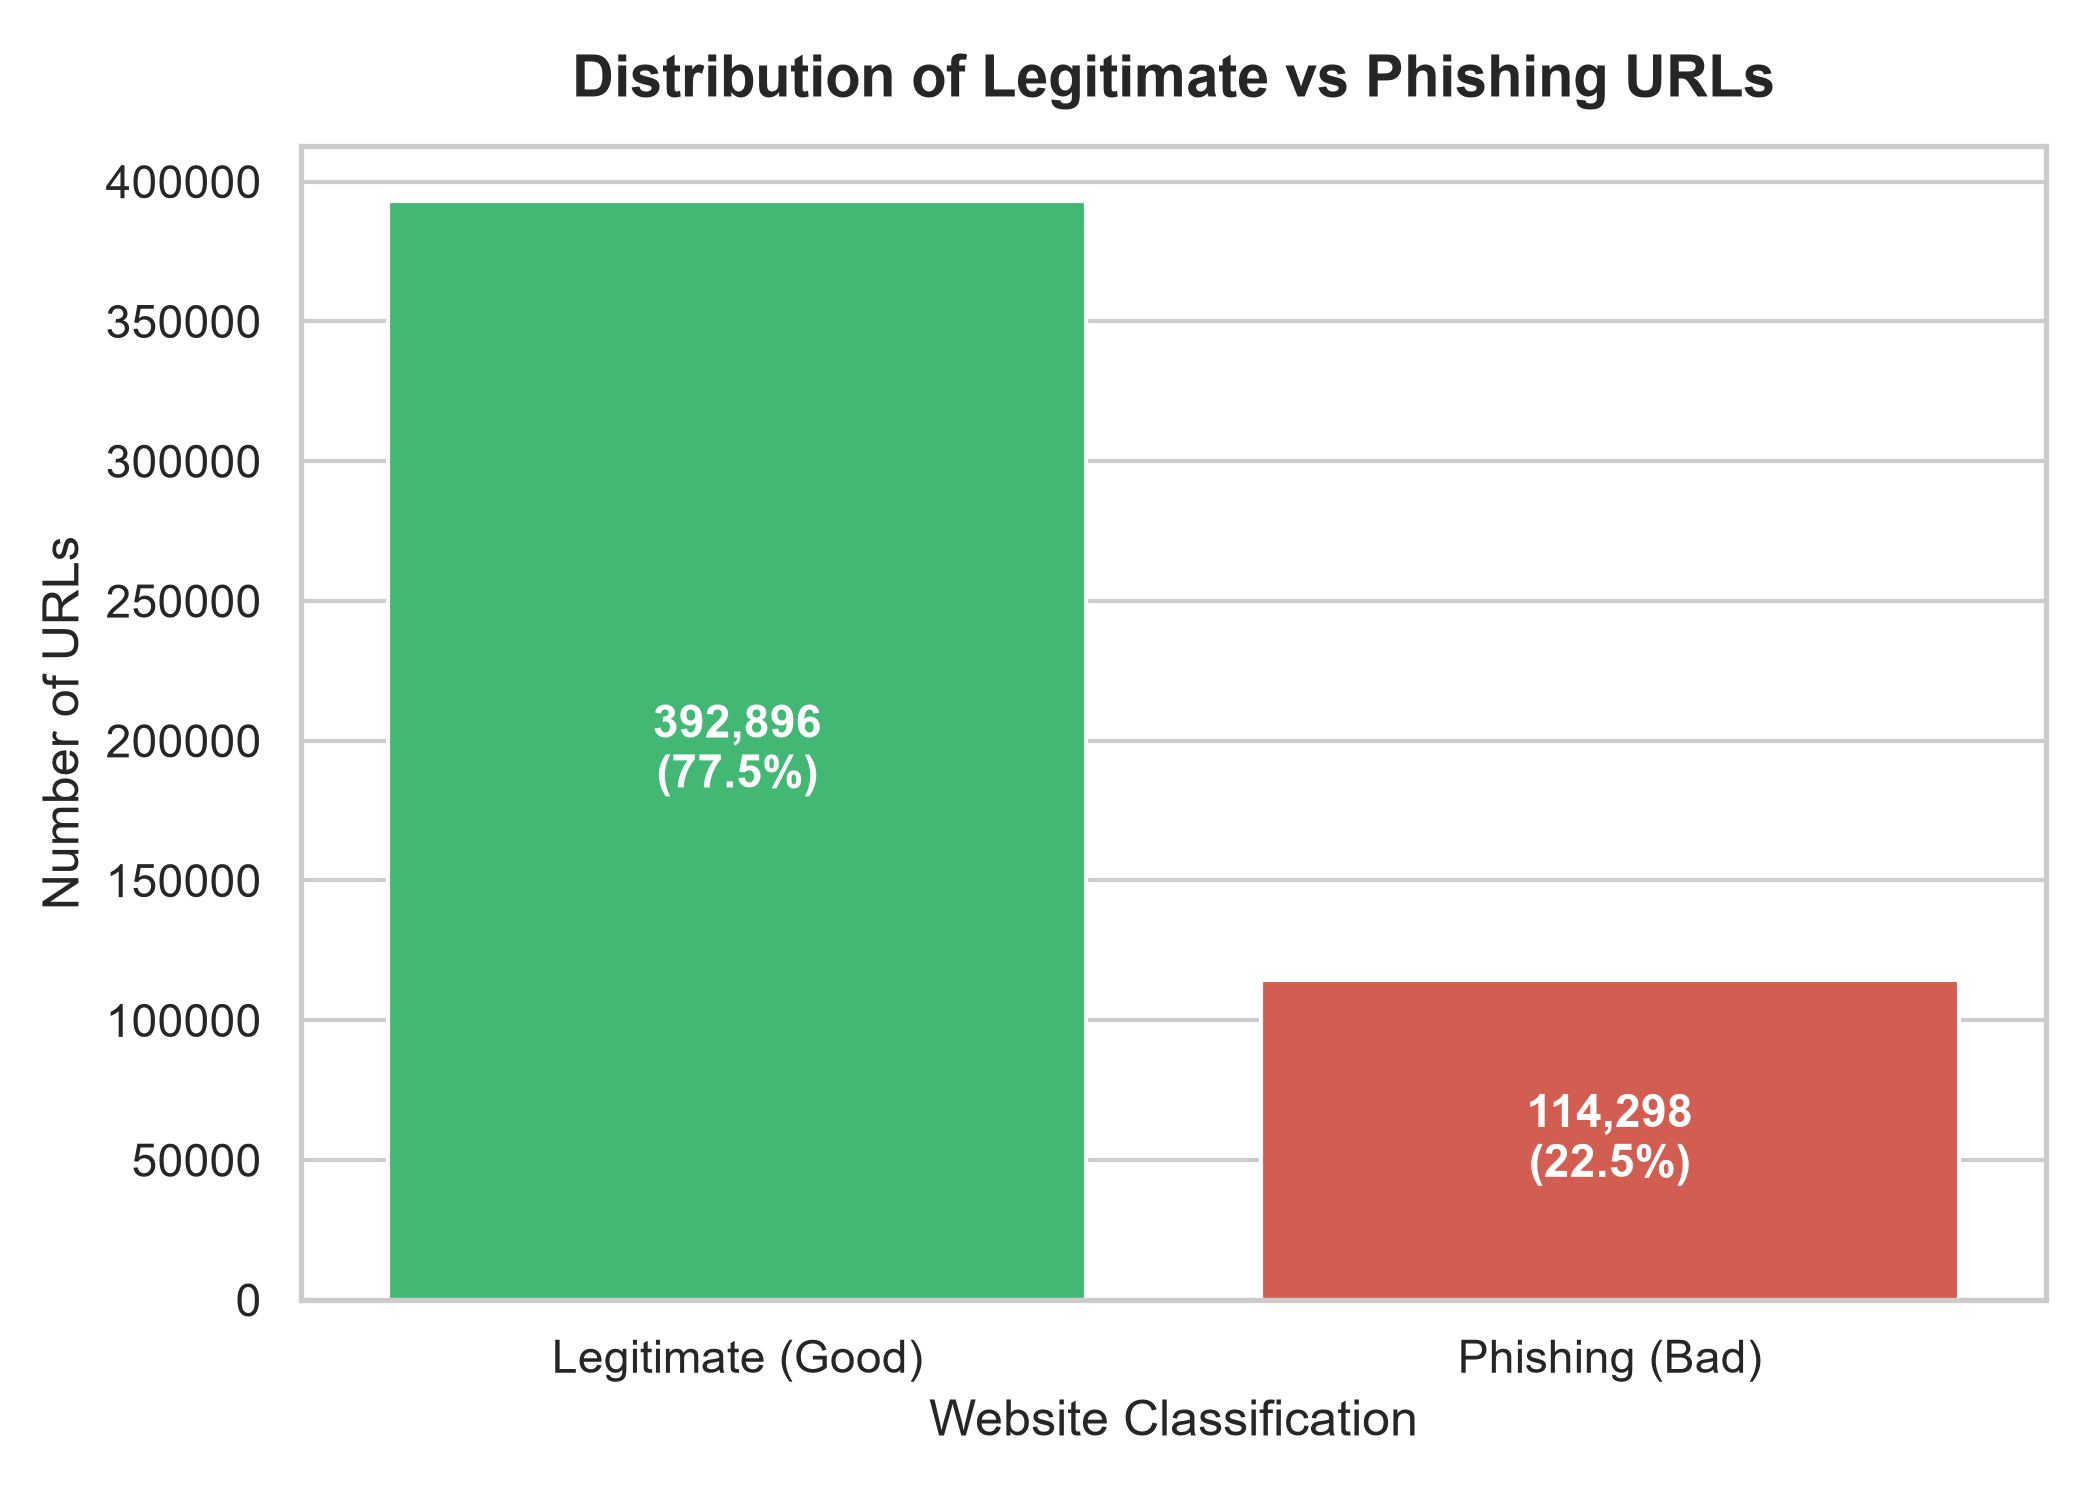 Distribution of Legitimate vs Phishing URLs
400000
350000
300000
250000
200000
150000
100000
50000
0
Number of URLs
392,896
(77.5%)
114,298
(22.5%)
Legitimate (Good)
Phishing (Bad)
Website Classification